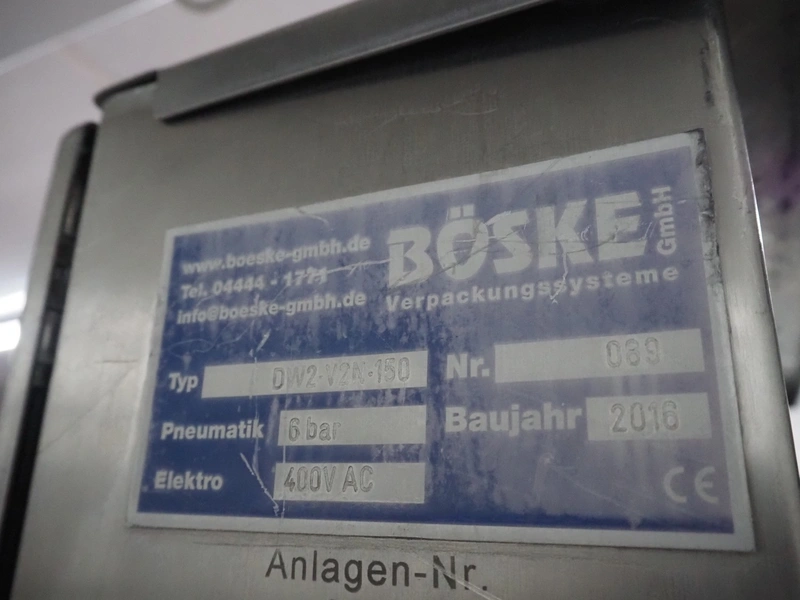 www.boeske-gmbh.de
Tel. 04444 - 1771
info@boeske-gmbh.de
BÖSKE GmbH
Verpackungssysteme
Typ DW2-V2N-150
Nr. 089
Pneumatik 6 bar
Baujahr 2016
Elektro 400V AC
CE
Anlagen-Nr.